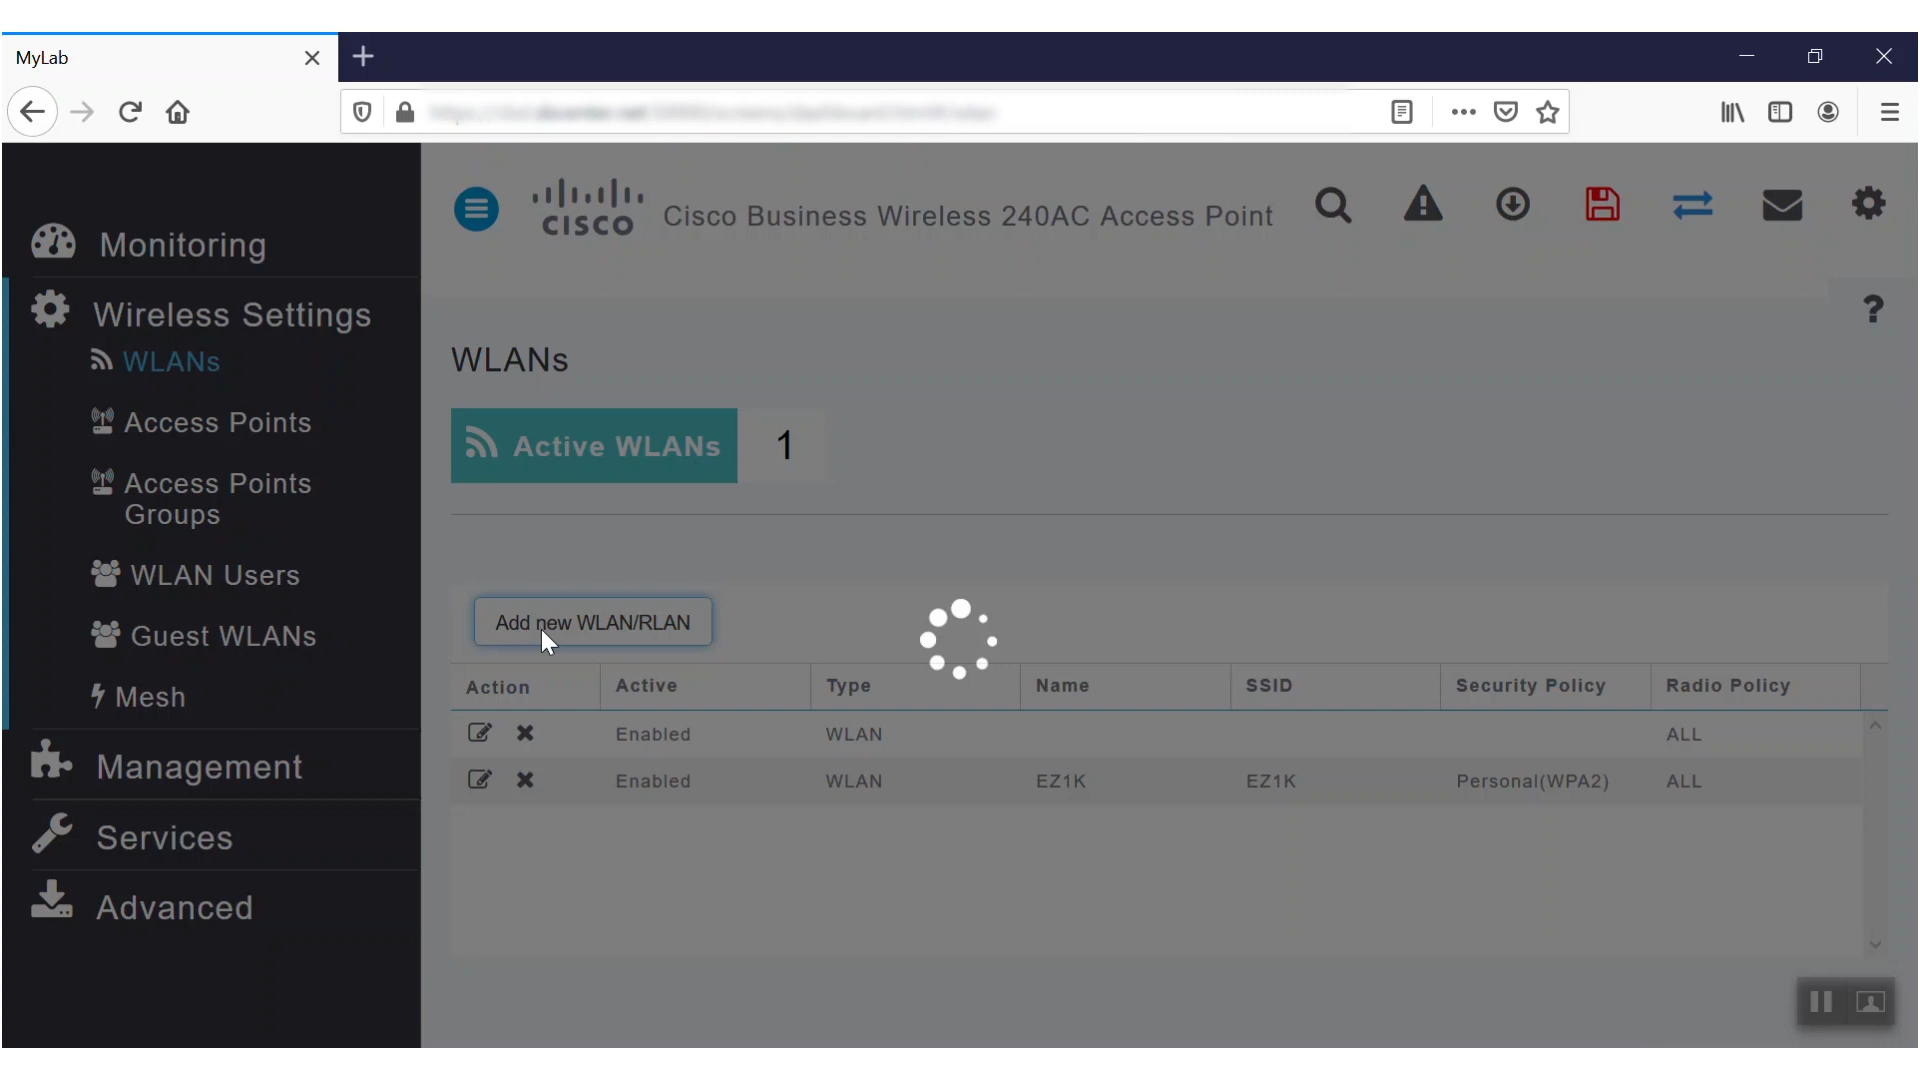 MyLab
Monitoring
Wireless Settings
WLANs
Access Points
Access Points
Groups
WLAN Users
Guest WLANs
Mesh
Management
Services
Advanced
CISCO
Cisco Business Wireless 240AC Access Point
?
WLANs
Active WLANs 1
Add new WLAN/RLAN
Action Active Type Name SSID Security Policy Radio Policy
Enabled WLAN ALL
Enabled WLAN EZ1K EZ1K Personal(WPA2) ALL